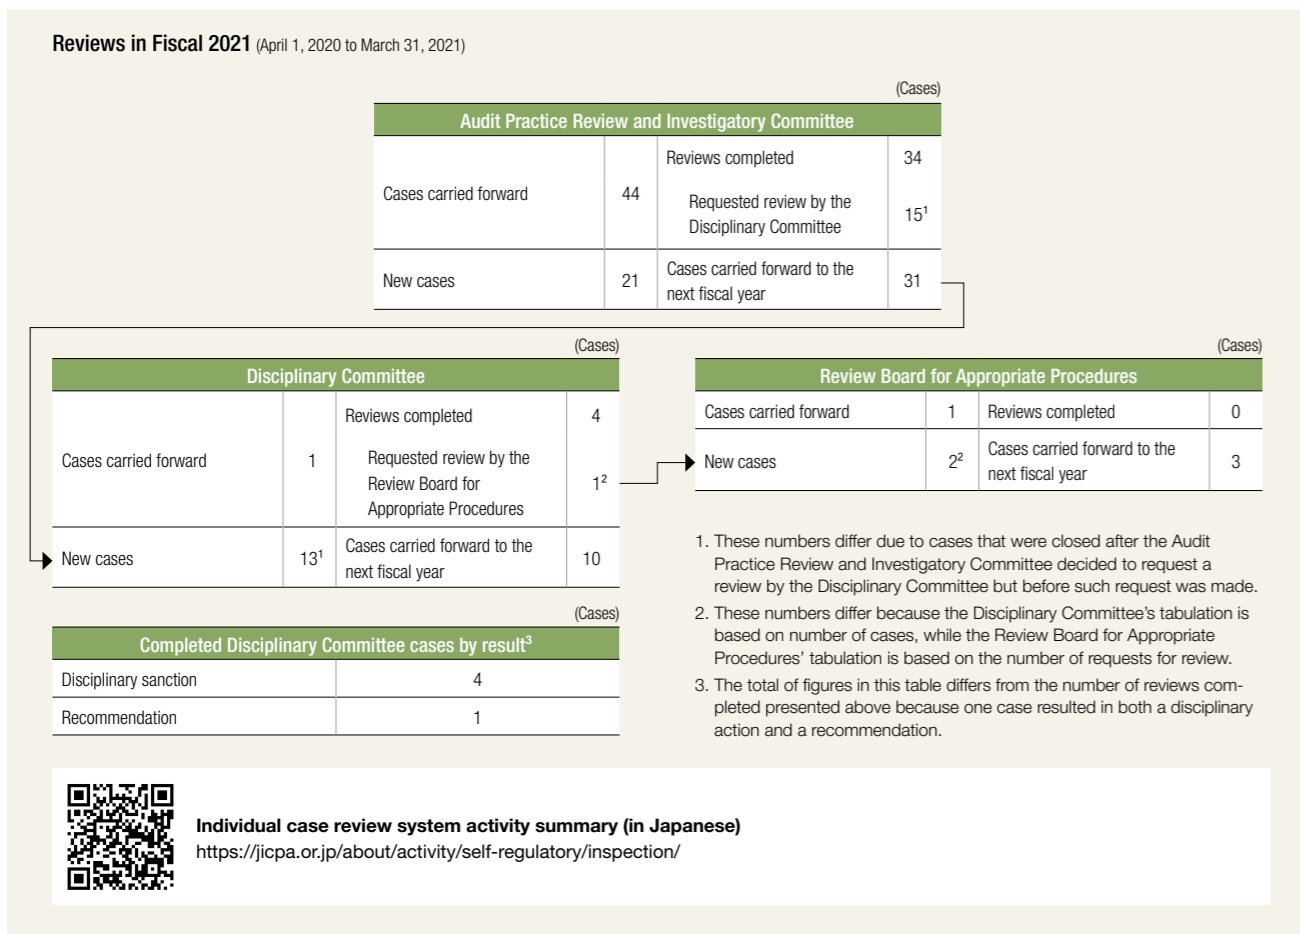 Reviews in Fiscal 2021 (April 1, 2020 to March 31, 2021)
(Cases)
Audit Practice Review and Investigatory Committee
Cases carried forward 44
Reviews completed 34
Requested review by the
Disciplinary Committee 15¹
New cases 21
Cases carried forward to the
next fiscal year 31
(Cases)
Disciplinary Committee
Cases carried forward 1
Reviews completed 4
Requested review by the
Review Board for
Appropriate Procedures 1²
New cases 13¹
Cases carried forward to the
next fiscal year 10
(Cases)
Review Board for Appropriate Procedures
Cases carried forward 1 Reviews completed 0
New cases 2²
Cases carried forward to the
next fiscal year 3
(Cases)
Completed Disciplinary Committee cases by result³
Disciplinary sanction 4
Recommendation 1
1. These numbers differ due to cases that were closed after the Audit
Practice Review and Investigatory Committee decided to request a
review by the Disciplinary Committee but before such request was made.
2. These numbers differ because the Disciplinary Committee's tabulation is
based on number of cases, while the Review Board for Appropriate
Procedures' tabulation is based on the number of requests for review.
3. The total of figures in this table differs from the number of reviews com-
pleted presented above because one case resulted in both a disciplinary
action and a recommendation.
Individual case review system activity summary (in Japanese)
https://jicpa.or.jp/about/activity/self-regulatory/inspection/